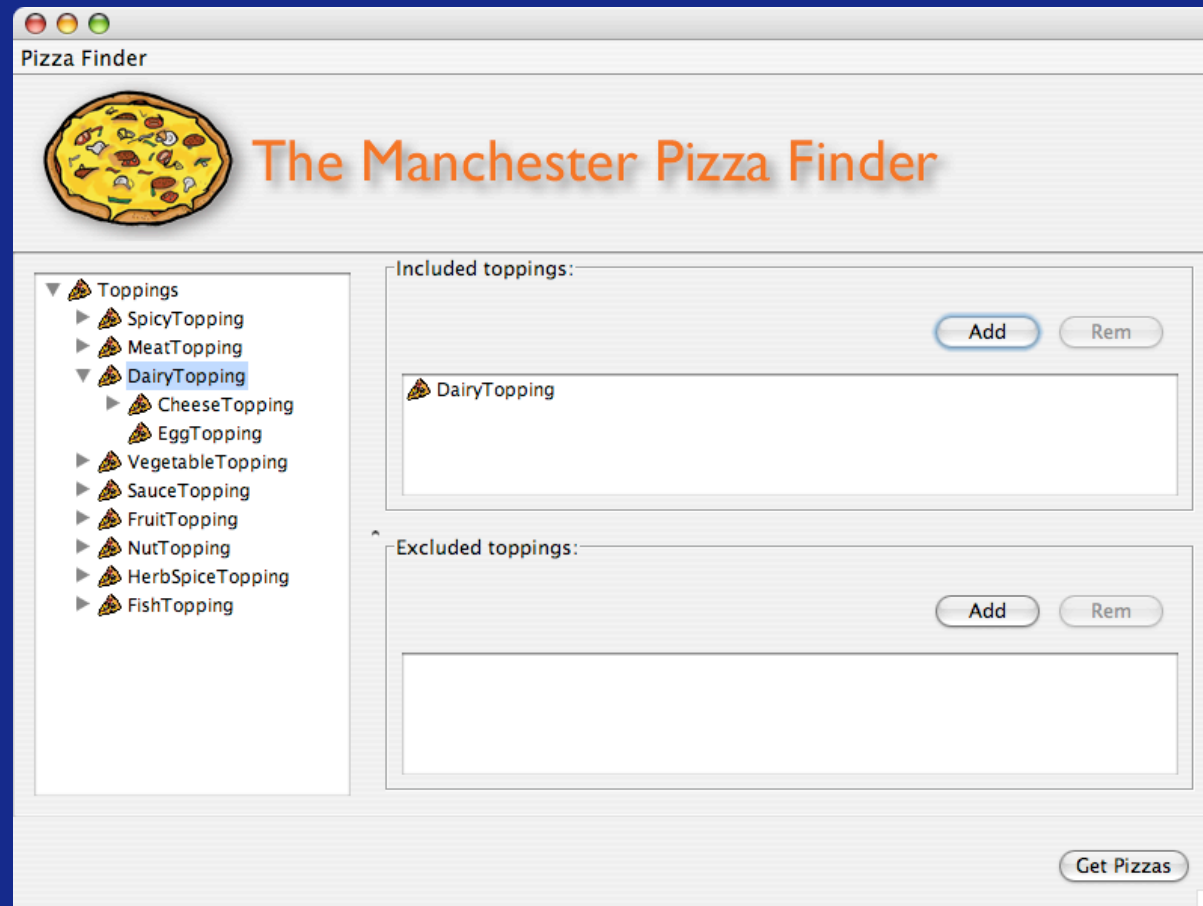 Pizza Finder
The Manchester Pizza Finder
Toppings
SpicyTopping
MeatTopping
DairyTopping
CheeseTopping
EggTopping
VegetableTopping
SauceTopping
FruitTopping
NutTopping
HerbSpiceTopping
FishTopping
Included toppings:
Add Rem
DairyTopping
Excluded toppings:
Add Rem
Get Pizzas